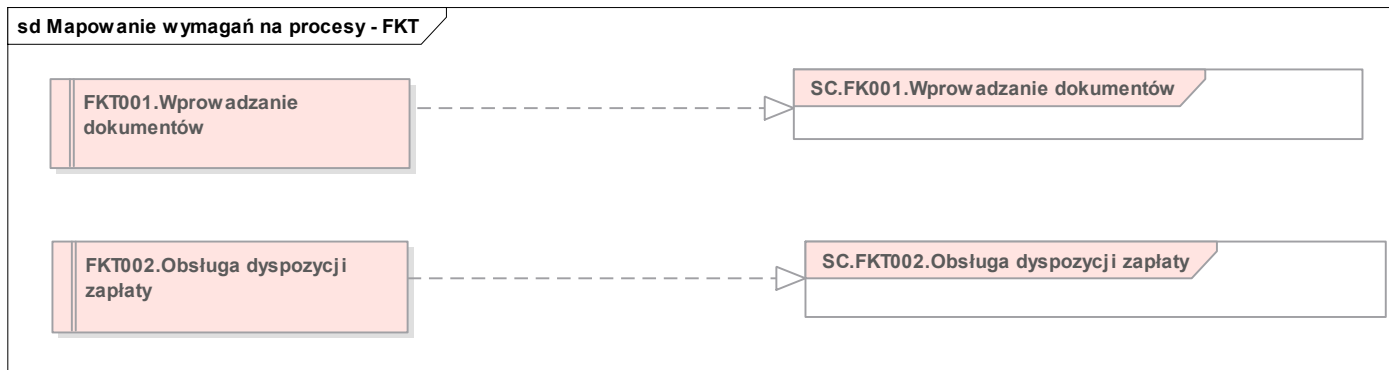 sd Mapowanie wymagań na procesy - FKT
FKT001.Wprowadzanie
dokumentów
SC.FK001.Wprowadzanie dokumentów
FKT002.Obsługa dyspozycji
zapłaty
SC.FKT002.Obsługa dyspozycji zapłaty